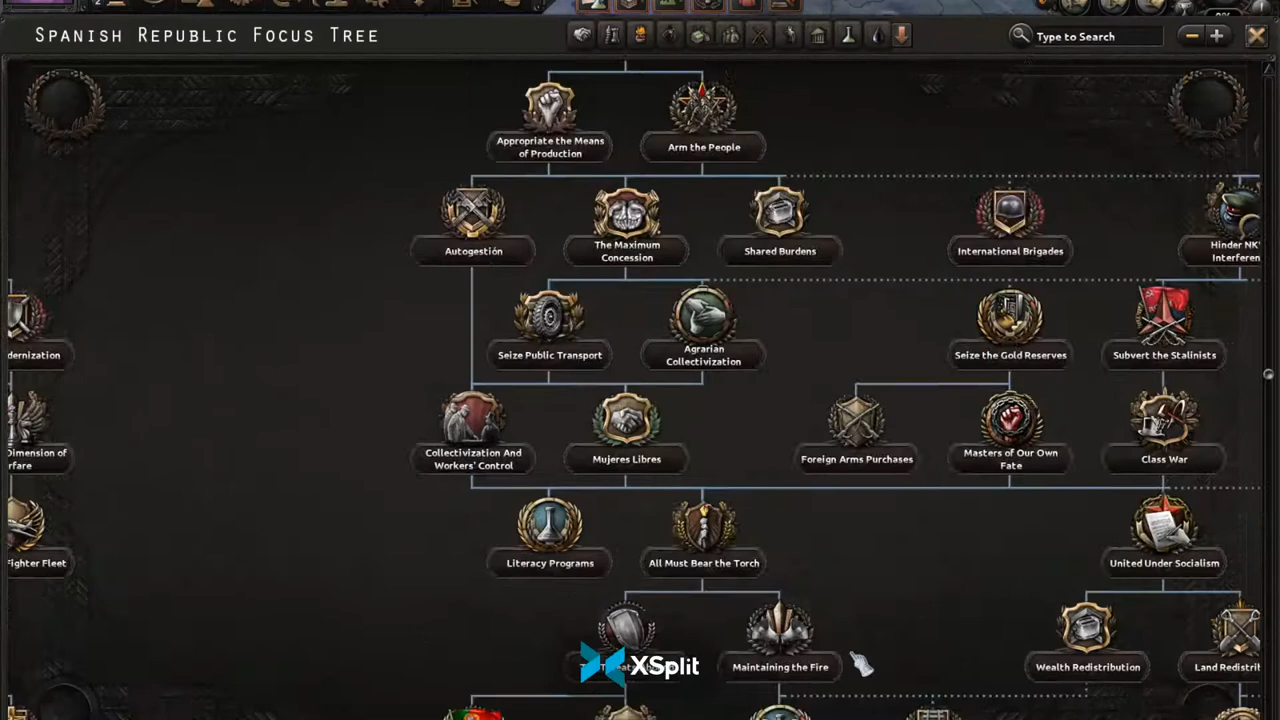 Spanish Republic Focus Tree
Type to Search
Appropriate the Means
of Production
Arm the People
Autogestión
The Maximum
Concession
Shared Burdens
International Brigades
Hinder NK
Interferen
dernization
Seize Public Transport
Agrarian
Collectivization
Seize the Gold Reserves
Subvert the Stalinists
Dimension of
rfare
Collectivization And
Workers' Control
Mujeres Libres
Foreign Arms Purchases
Masters of Our Own
Fate
Class War
Fighter Fleet
Literacy Programs
All Must Bear the Torch
United Under Socialism
XSplit
Maintaining the Fire
Wealth Redistribution
Land Redistri